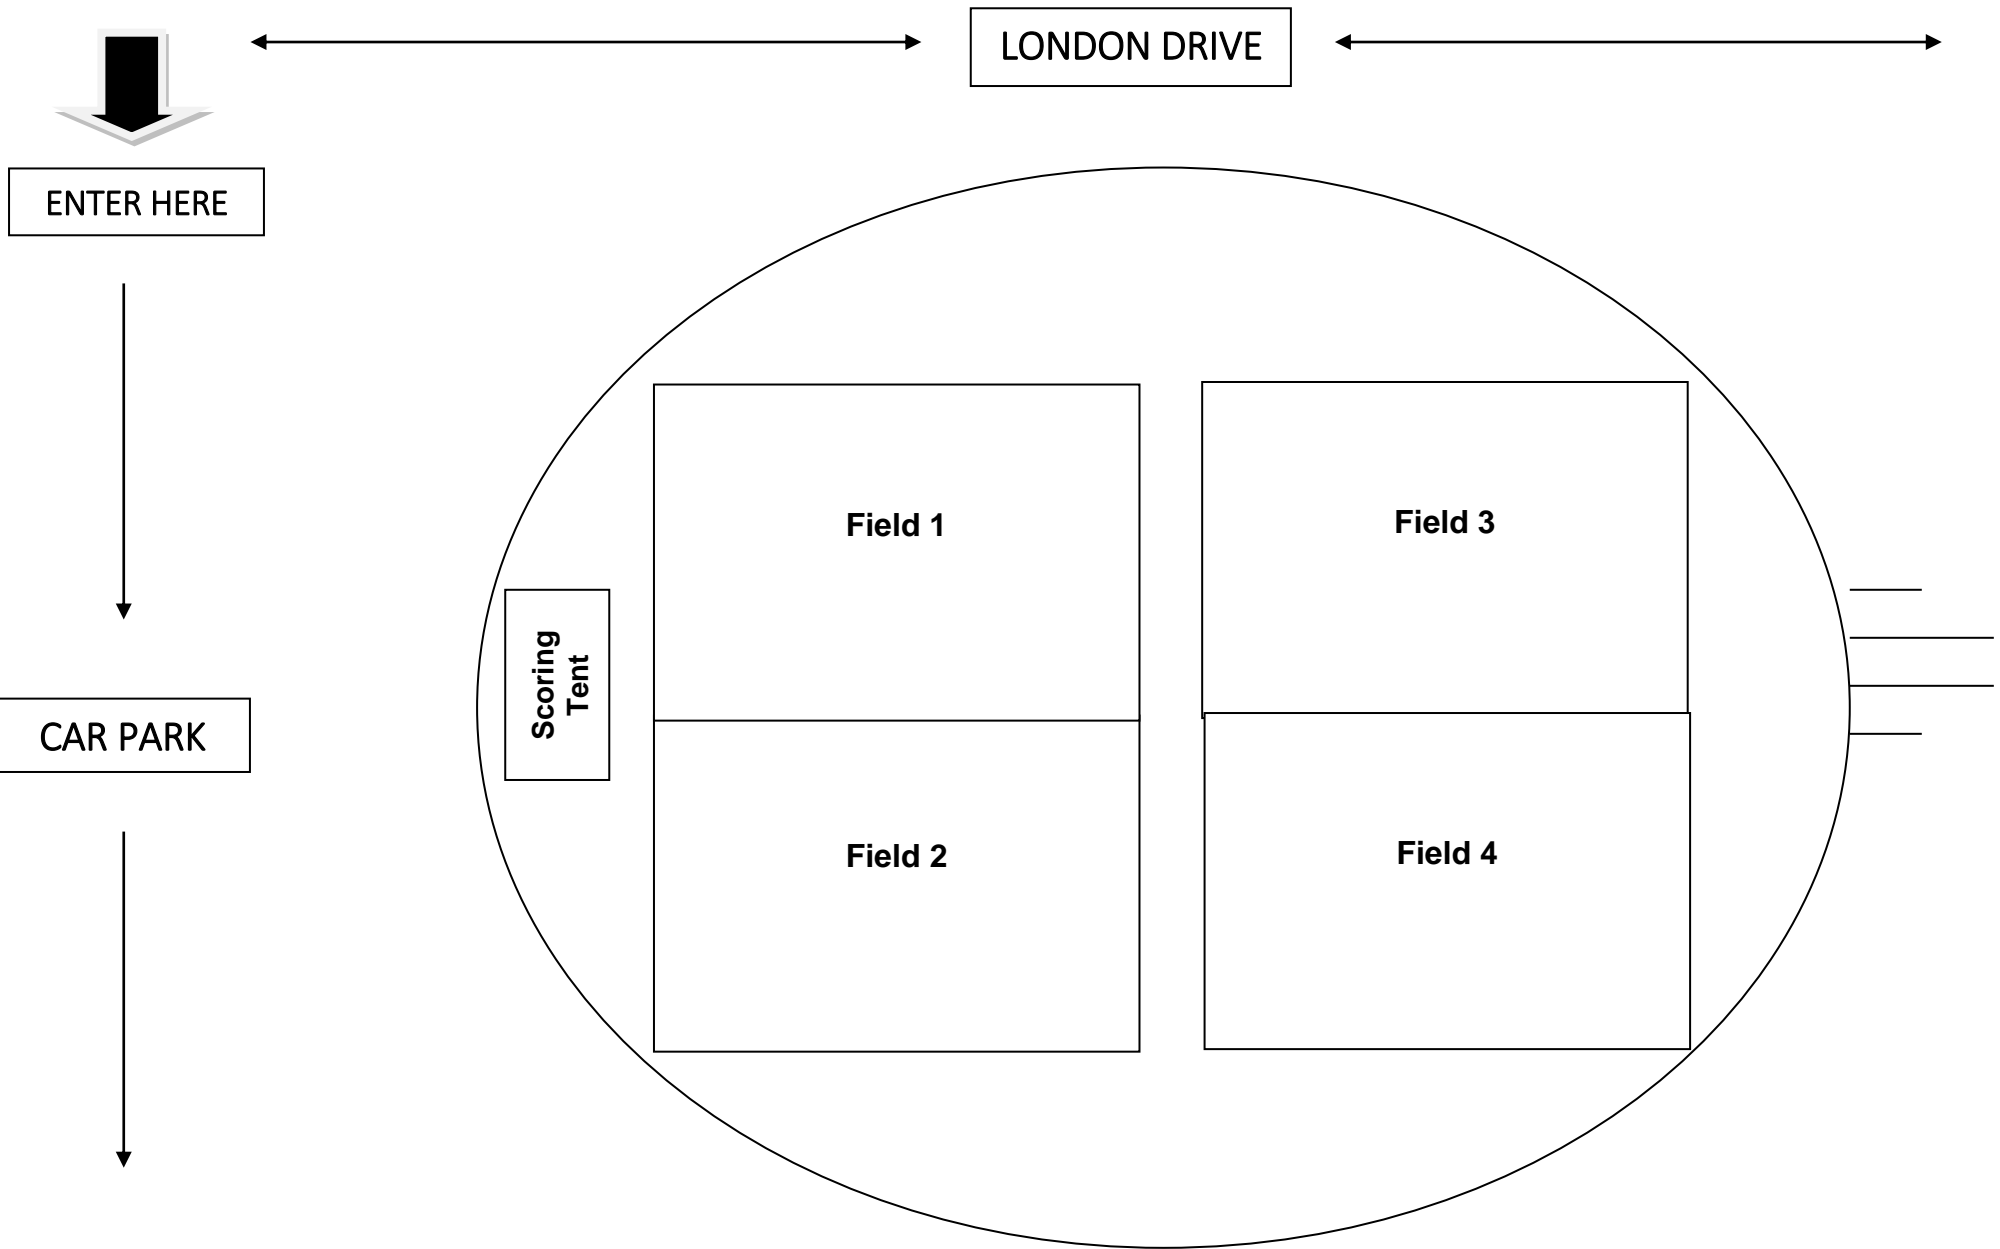 LONDON DRIVE
ENTER HERE
Field 1
Field 3
Scoring
Tent
CAR PARK
Field 2
Field 4